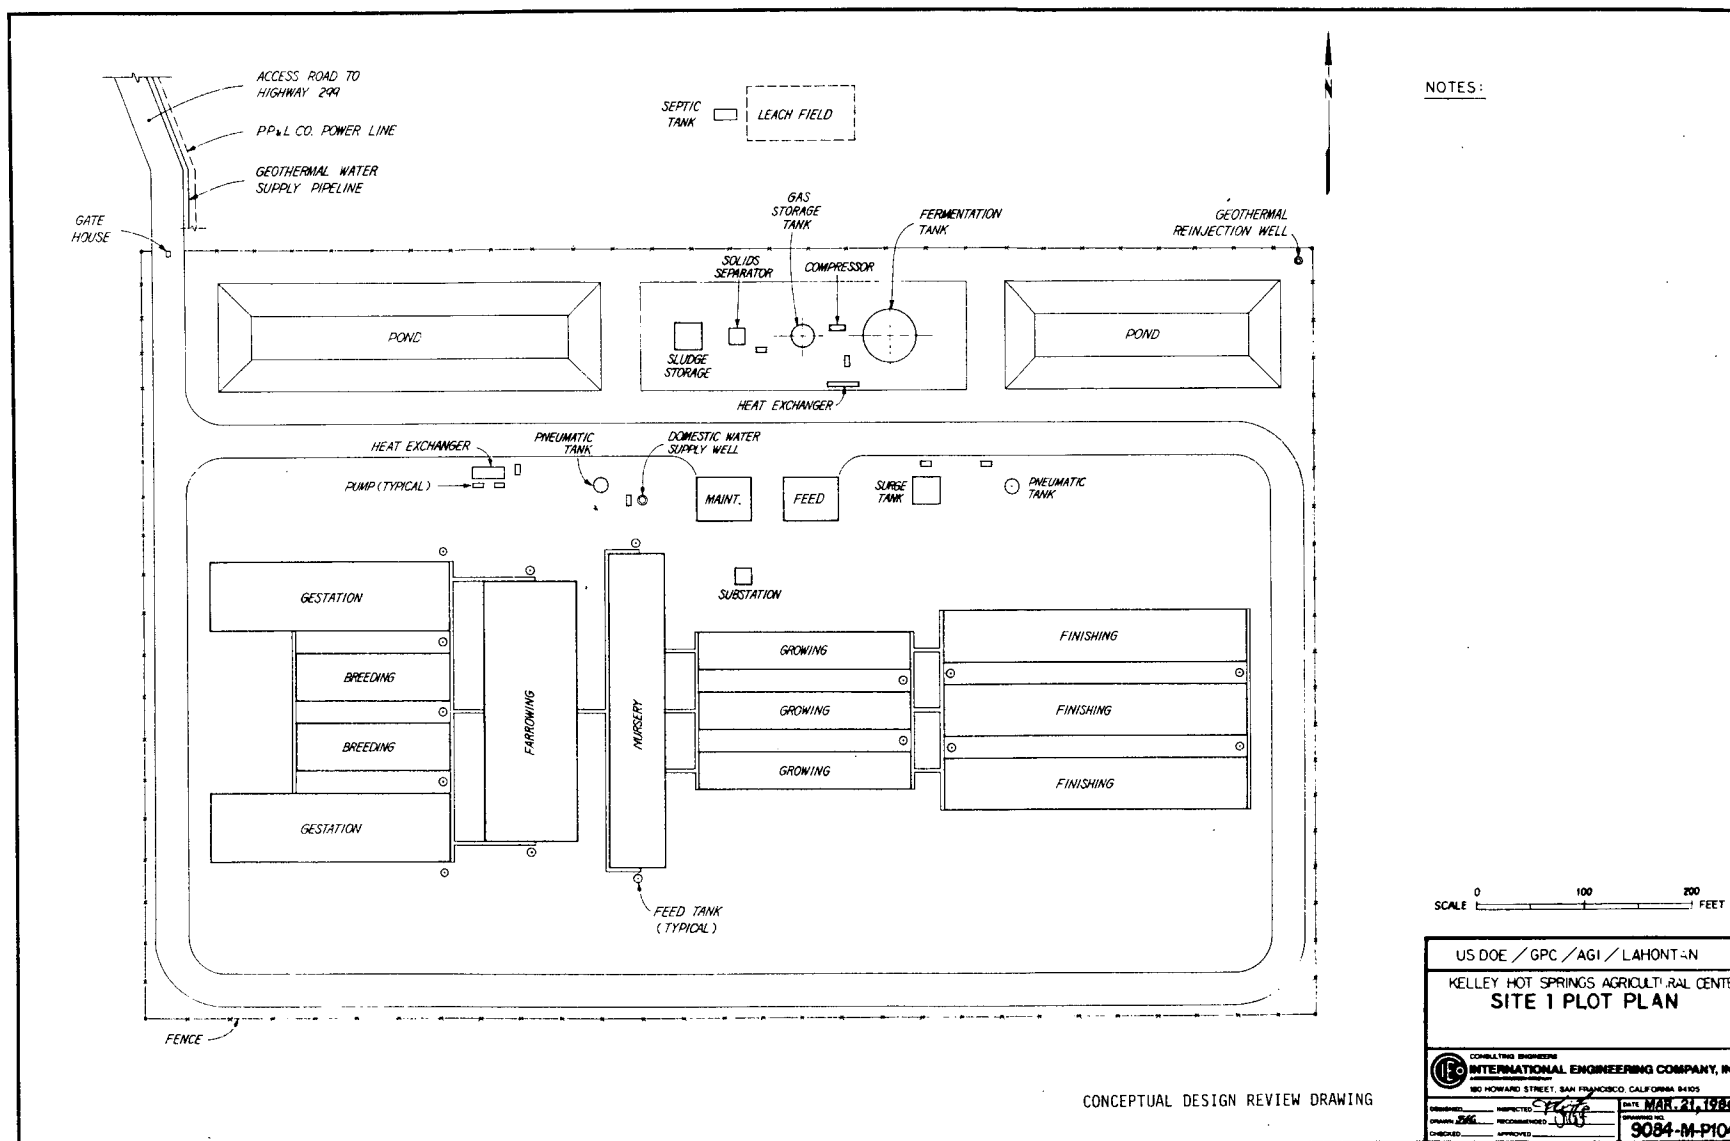 ACCESS ROAD TO
HIGHWAY 299
P.P.&L CO. POWER LINE
GEOTHERMAL WATER
SUPPLY PIPELINE
GATE
HOUSE
SEPTIC
TANK
LEACH FIELD
N
NOTES:
GAS
STORAGE
TANK
FERMENTATION
TANK
GEOTHERMAL
REINJECTION WELL
SOLIDS
SEPARATOR
COMPRESSOR
POND
SLUDGE
STORAGE
POND
HEAT EXCHANGER
HEAT EXCHANGER
PNEUMATIC
TANK
DOMESTIC WATER
SUPPLY WELL
PUMP (TYPICAL)
MAINT.
FEED
SURGE
TANK
PNEUMATIC
TANK
SUBSTATION
GESTATION
BREEDING
BREEDING
GESTATION
FARROWING
NURSERY
GROWING
GROWING
GROWING
FINISHING
FINISHING
FINISHING
FEED TANK
(TYPICAL)
FENCE
0 100 200
SCALE FEET
US DOE / GPC / AGI / LAHONTAN
KELLEY HOT SPRINGS AGRICULTURAL CENTE
SITE 1 PLOT PLAN
IEC
CONSULTING ENGINEERS
INTERNATIONAL ENGINEERING COMPANY, IN
180 HOWARD STREET, SAN FRANCISCO, CALIFORNIA 94105
DESIGNED INSPECTED
DRAWN RECOMMENDED
CHECKED APPROVED
DATE MAR. 21, 198
DRAWING NO.
9084-M-P10
CONCEPTUAL DESIGN REVIEW DRAWING